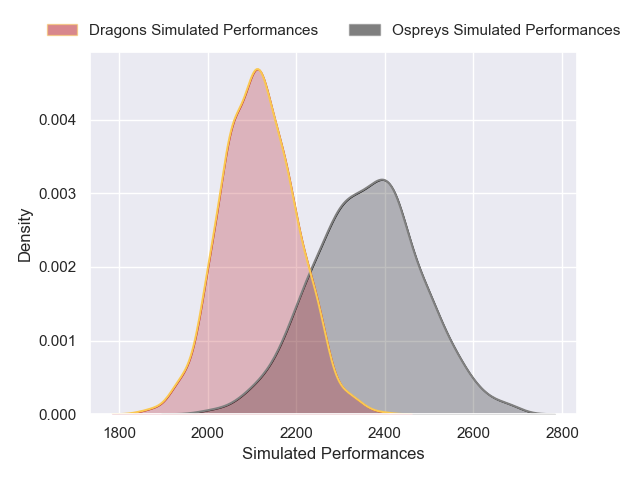 Dragons Simulated Performances
Ospreys Simulated Performances
Density
0.004
0.003
0.002
0.001
0.000
1800
2000
2200
2400
2600
2800
Simulated Performances